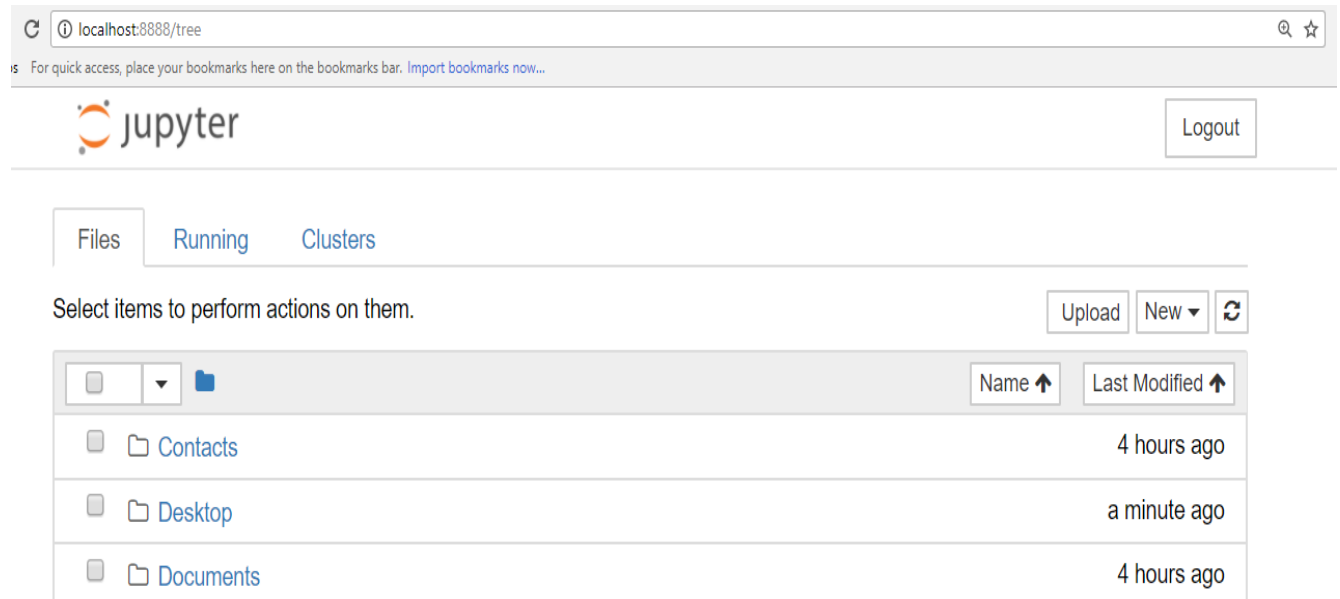 localhost:8888/tree
For quick access, place your bookmarks here on the bookmarks bar. Import bookmarks now...
jupyter
Logout
Files Running Clusters
Select items to perform actions on them.
Upload New
Name Last Modified
Contacts 4 hours ago
Desktop a minute ago
Documents 4 hours ago